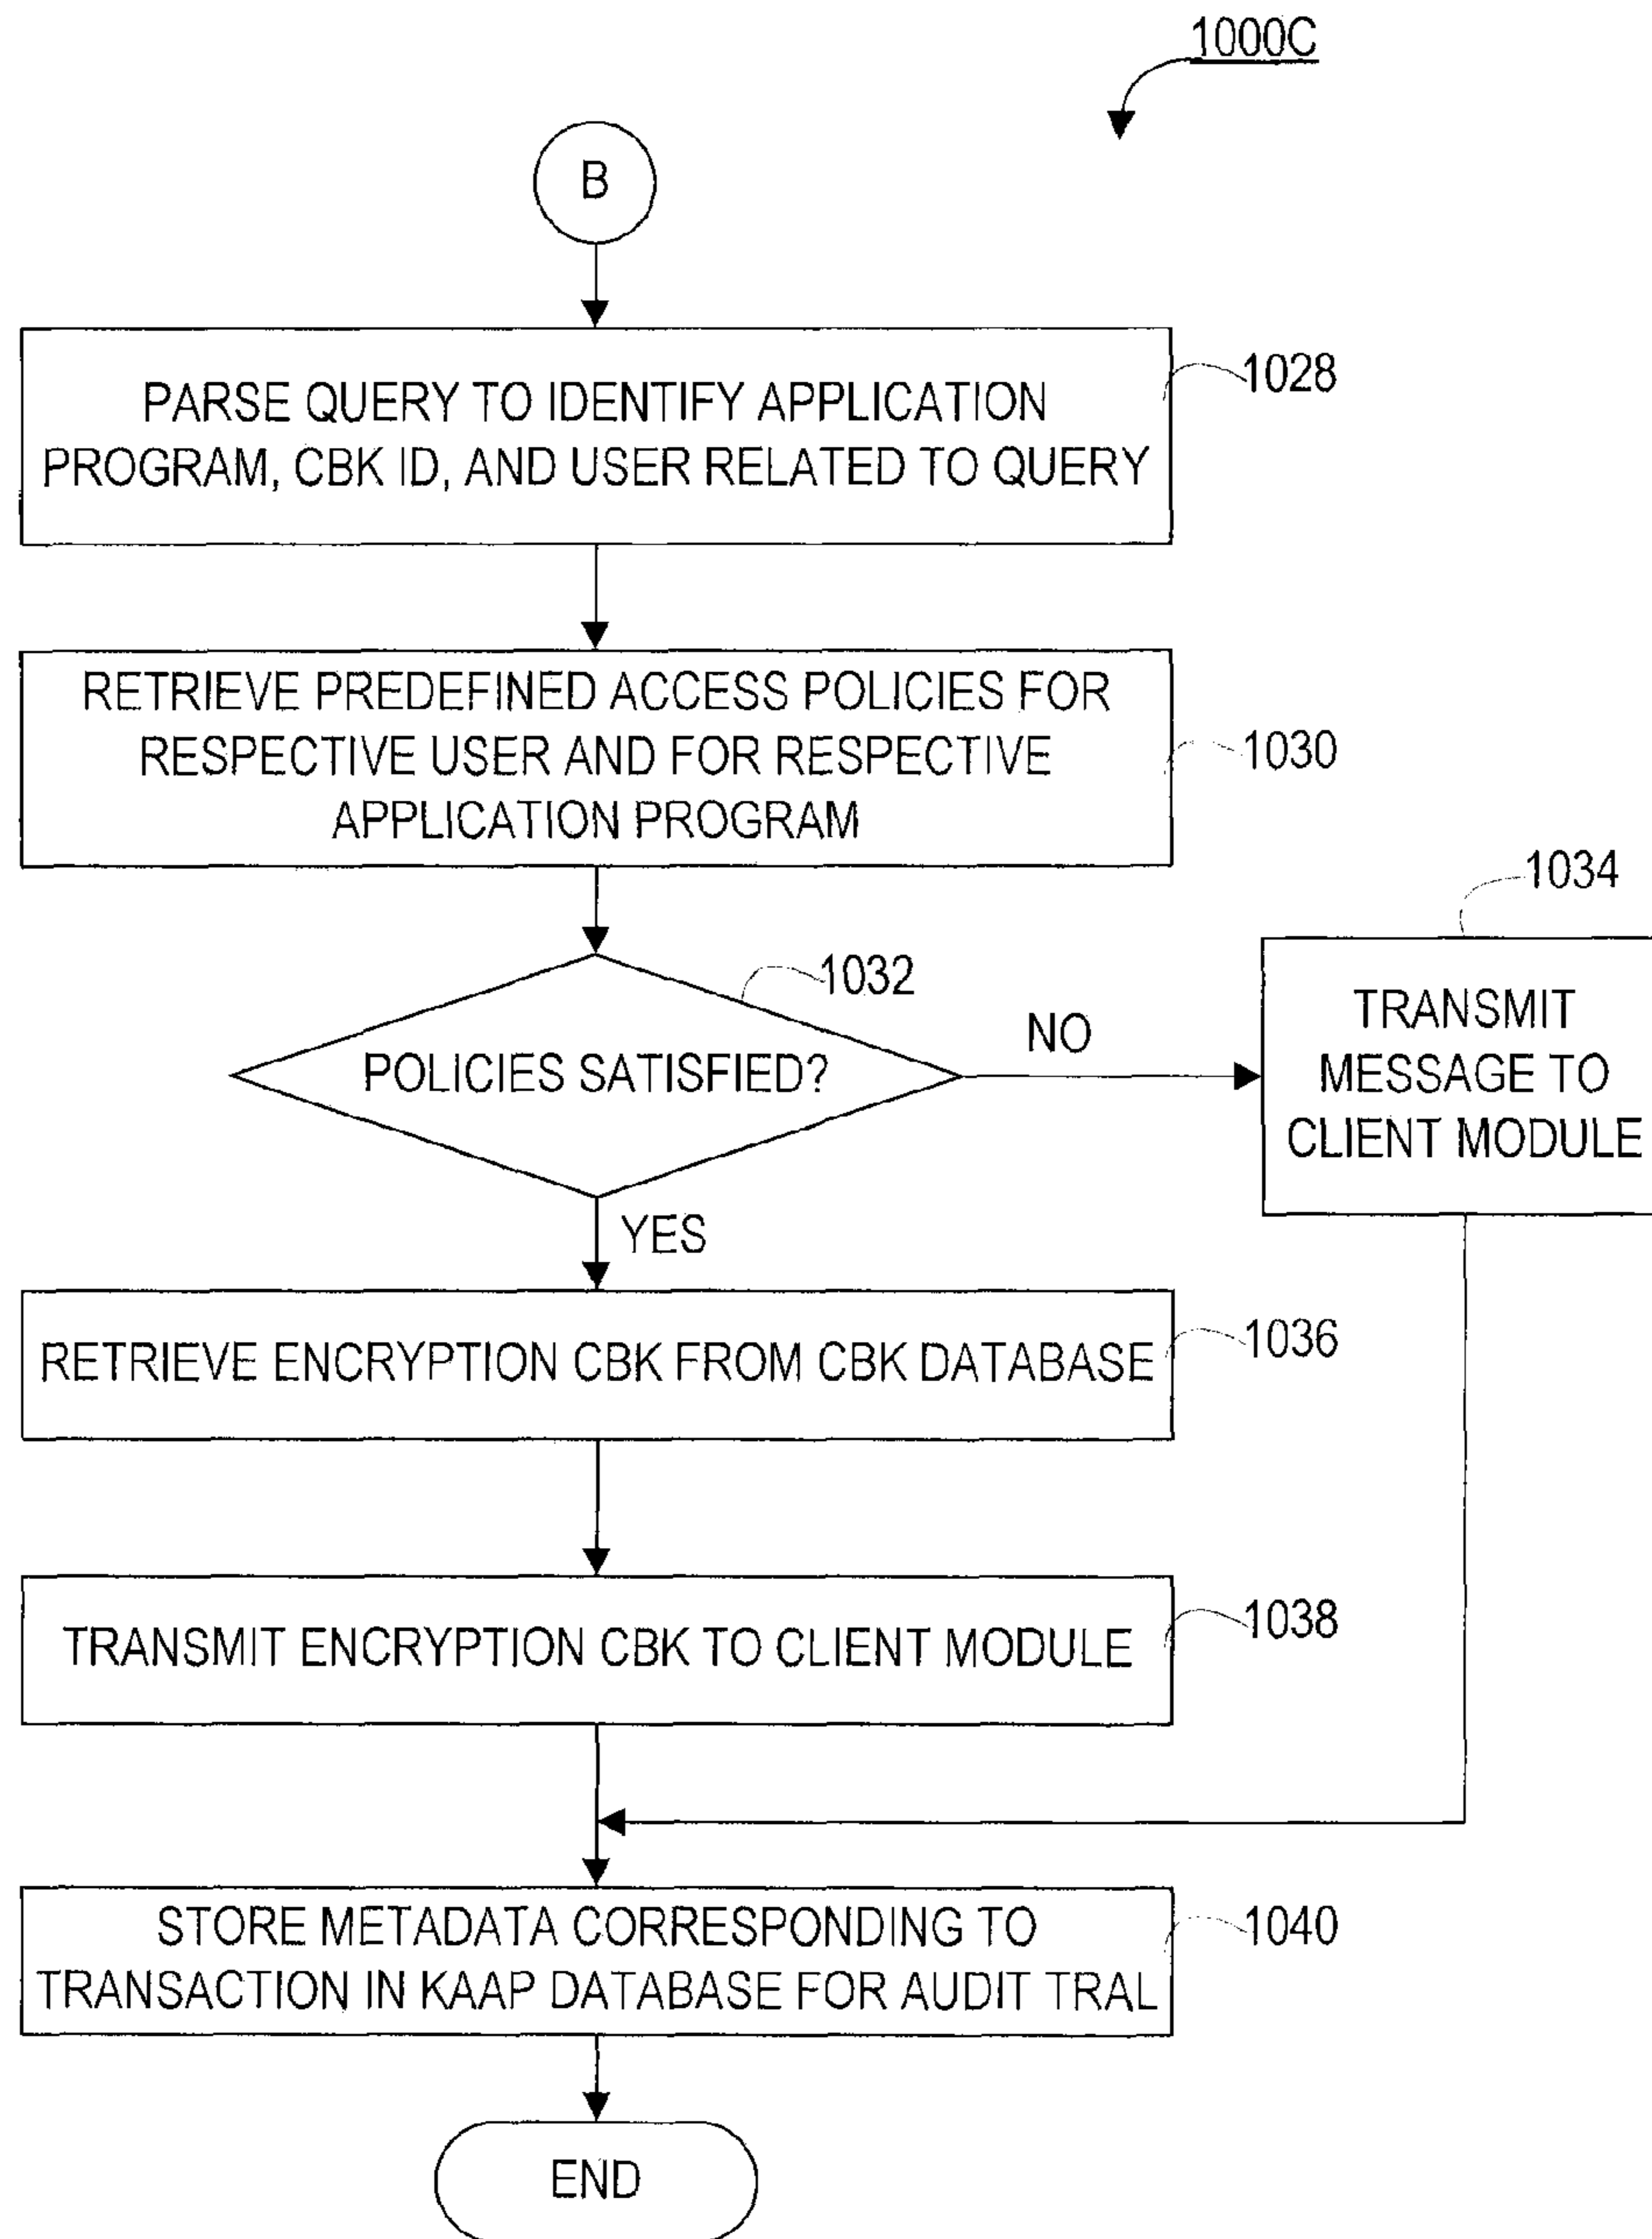 1000C
B
PARSE QUERY TO IDENTIFY APPLICATION
PROGRAM, CBK ID, AND USER RELATED TO QUERY
1028
RETRIEVE PREDEFINED ACCESS POLICIES FOR
RESPECTIVE USER AND FOR RESPECTIVE
APPLICATION PROGRAM
1030
1034
1032
POLICIES SATISFIED?
NO
TRANSMIT
MESSAGE TO
CLIENT MODULE
YES
RETRIEVE ENCRYPTION CBK FROM CBK DATABASE
1036
TRANSMIT ENCRYPTION CBK TO CLIENT MODULE
1038
STORE METADATA CORRESPONDING TO
TRANSACTION IN KAAP DATABASE FOR AUDIT TRAL
1040
END